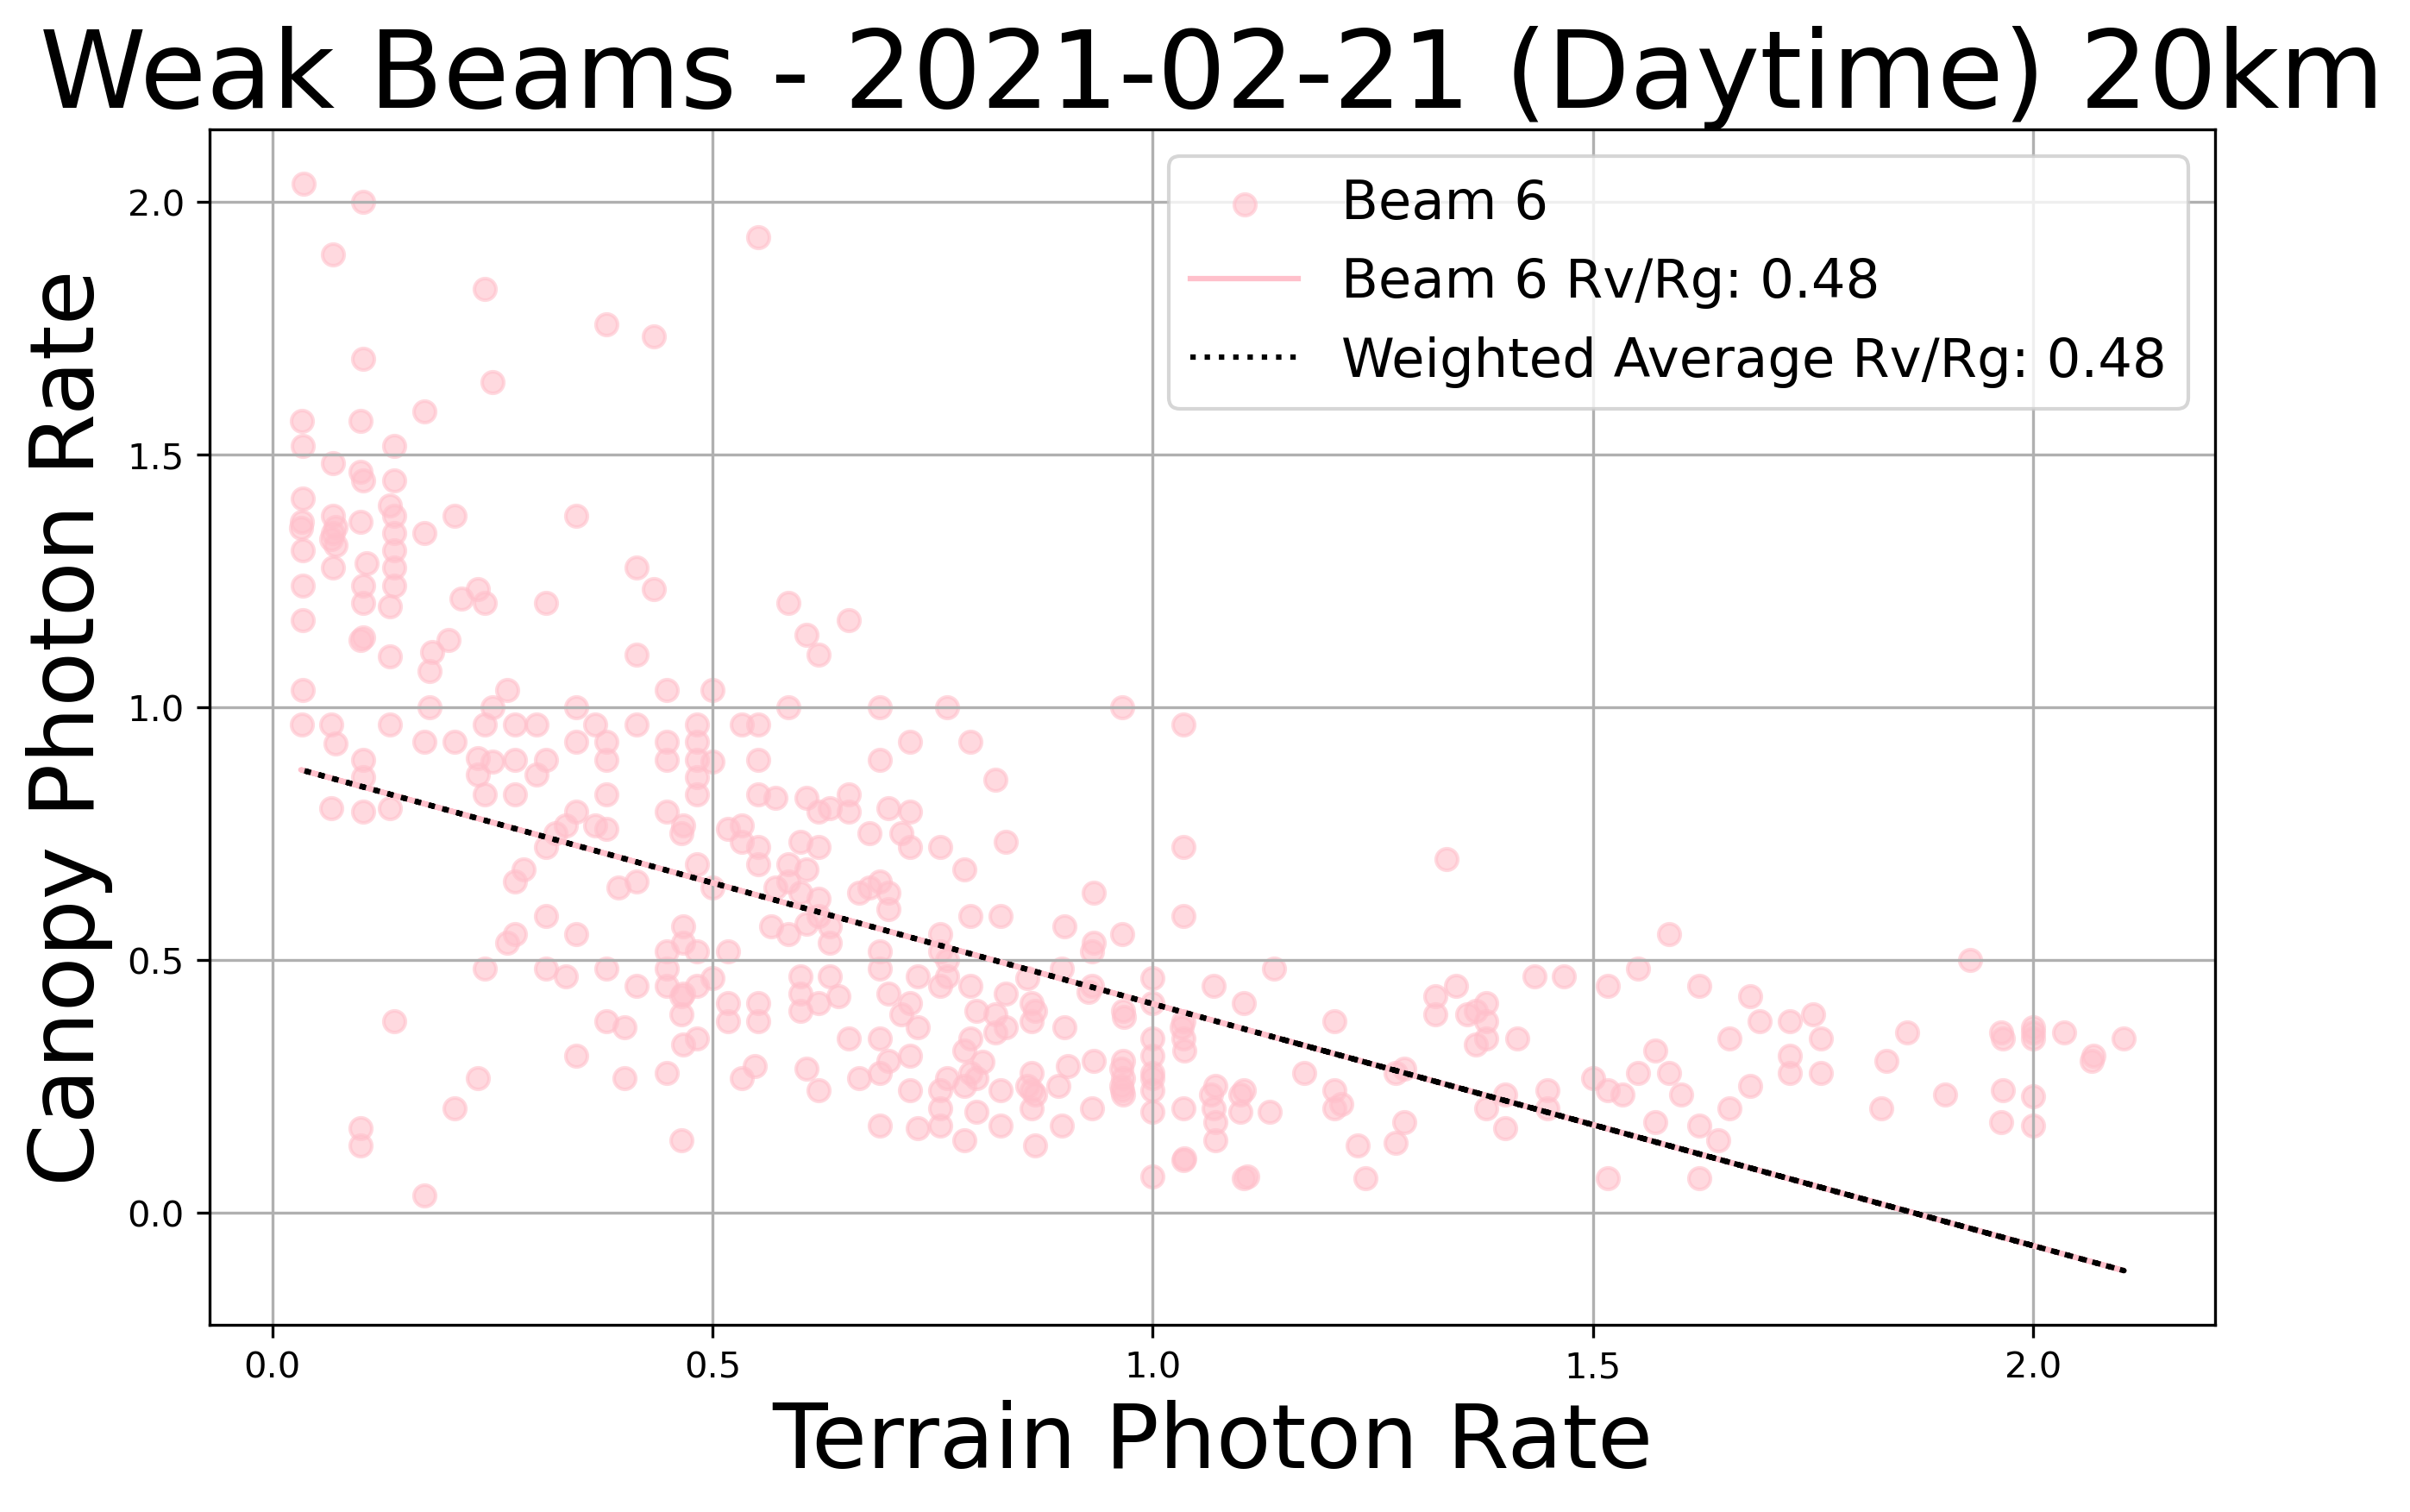 Weak Beams - 2021-02-21 (Daytime) 20km
Beam 6
Beam 6 Rv/Rg: 0.48
Weighted Average Rv/Rg: 0.48
Canopy Photon Rate
2.0
1.5
1.0
0.5
0.0
0.0 0.5 1.0 1.5 2.0
Terrain Photon Rate